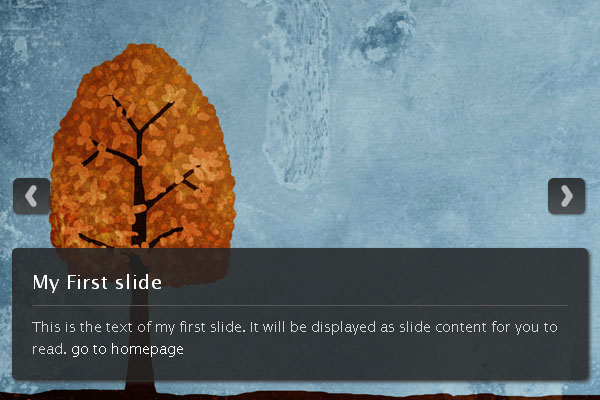 My First slide
This is the text of my first slide. It will be displayed as slide content for you to
read. go to homepage